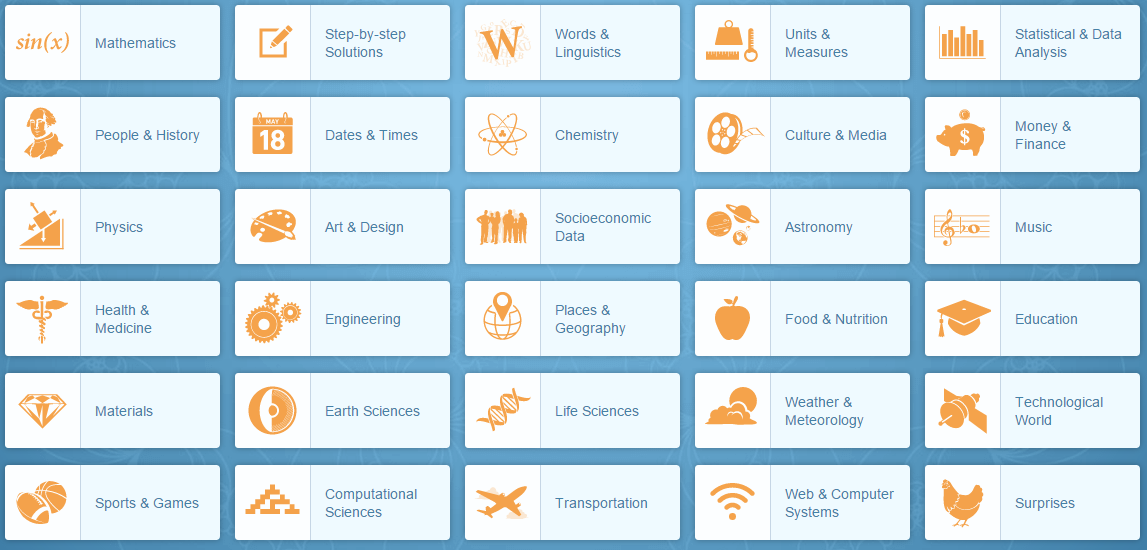 sin(x)
Mathematics
Step-by-step
Solutions
W
Words &
Linguistics
Units &
Measures
Statistical & Data
Analysis
People & History
MAY
18
Dates & Times
Chemistry
Culture & Media
$
Money &
Finance
Physics
Art & Design
Socioeconomic
Data
Astronomy
Music
Health &
Medicine
Engineering
Places &
Geography
Food & Nutrition
Education
Materials
Earth Sciences
Life Sciences
Weather &
Meteorology
Technological
World
Sports & Games
Computational
Sciences
Transportation
Web & Computer
Systems
Surprises